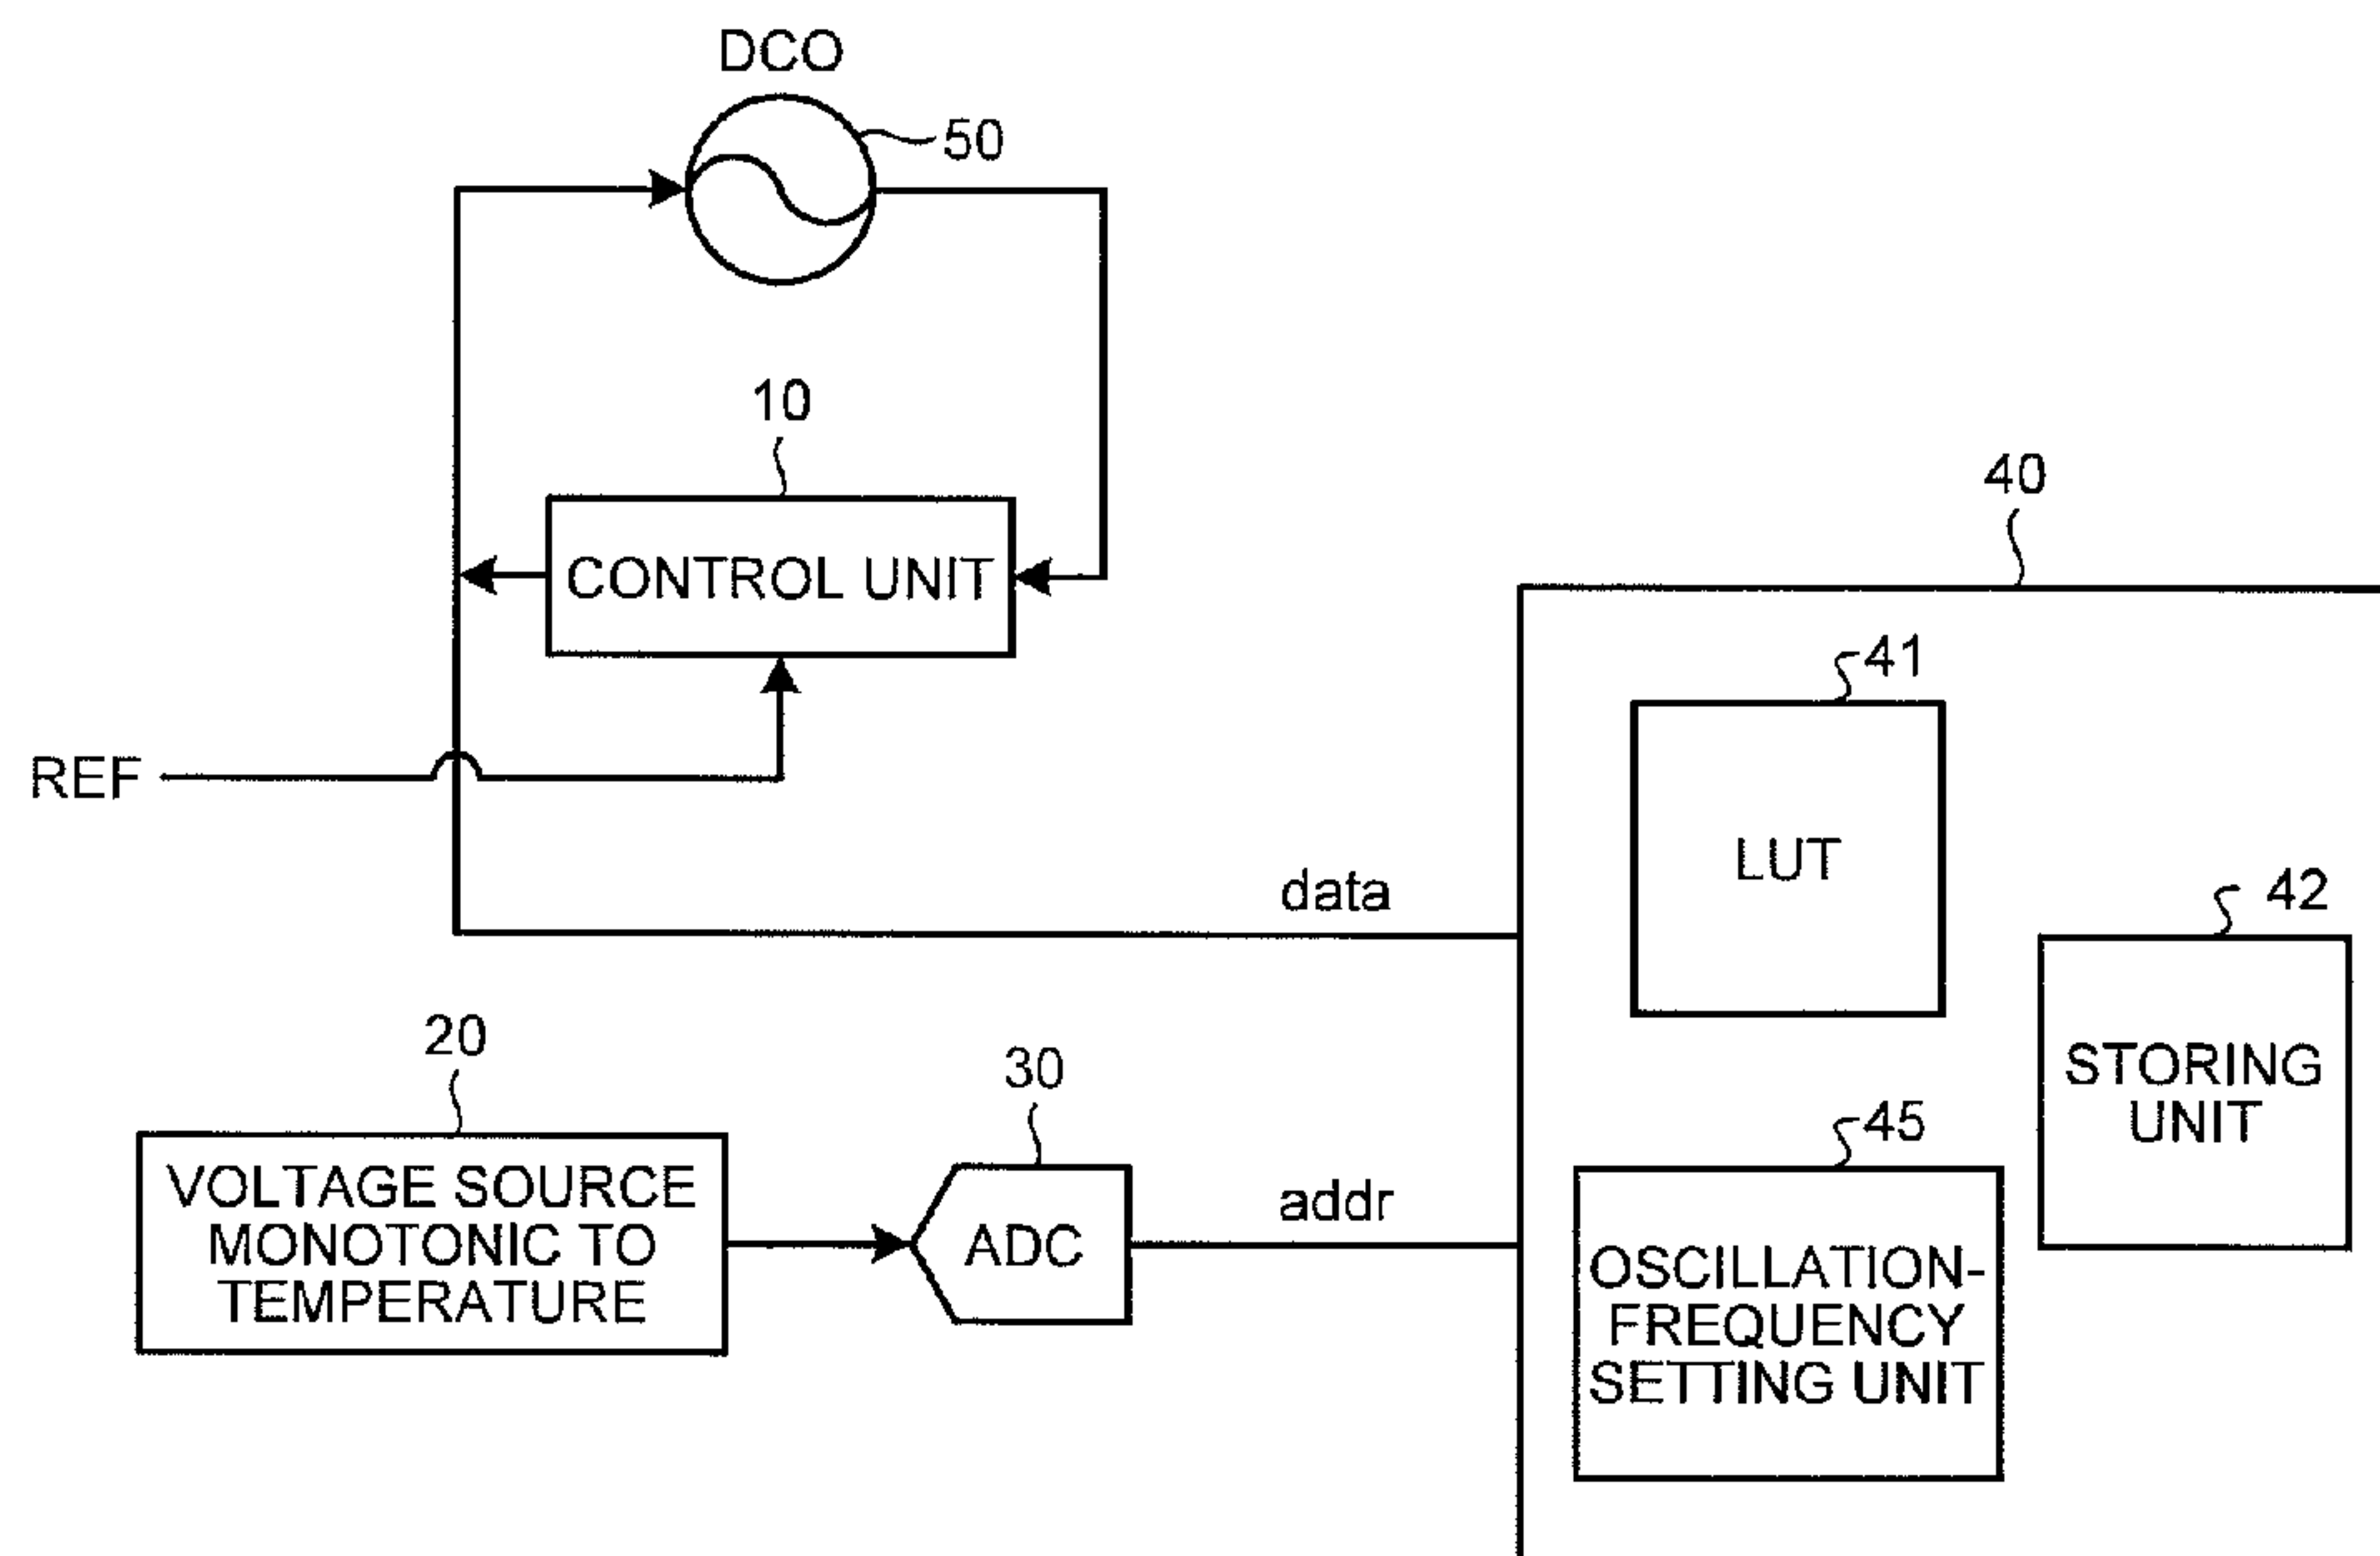 DCO
50
10
CONTROL UNIT
REF
40
41
LUT
data
42
STORING
UNIT
20
VOLTAGE SOURCE
MONOTONIC TO
TEMPERATURE
30
ADC
addr
45
OSCILLATION-
FREQUENCY
SETTING UNIT